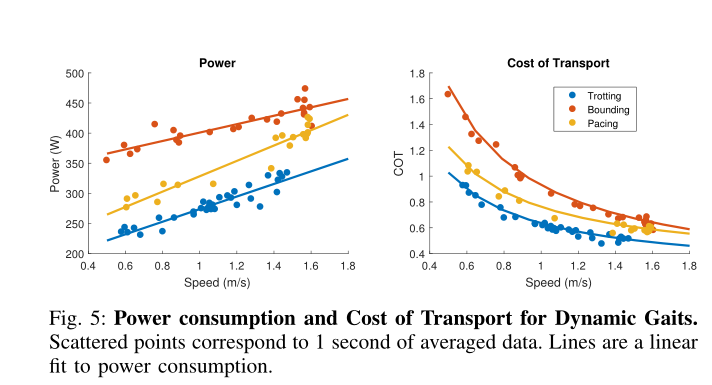 Power
500
450
400
350
300
250
200
Power (W)
0.4 0.6 0.8 1 1.2 1.4 1.6 1.8
Speed (m/s)
Cost of Transport
1.8
1.6
1.4
1.2
1
0.8
0.6
0.4
COT
Trotting
Bounding
Pacing
0.4 0.6 0.8 1 1.2 1.4 1.6 1.8
Speed (m/s)
Fig. 5: Power consumption and Cost of Transport for Dynamic Gaits.
Scattered points correspond to 1 second of averaged data. Lines are a linear
fit to power consumption.